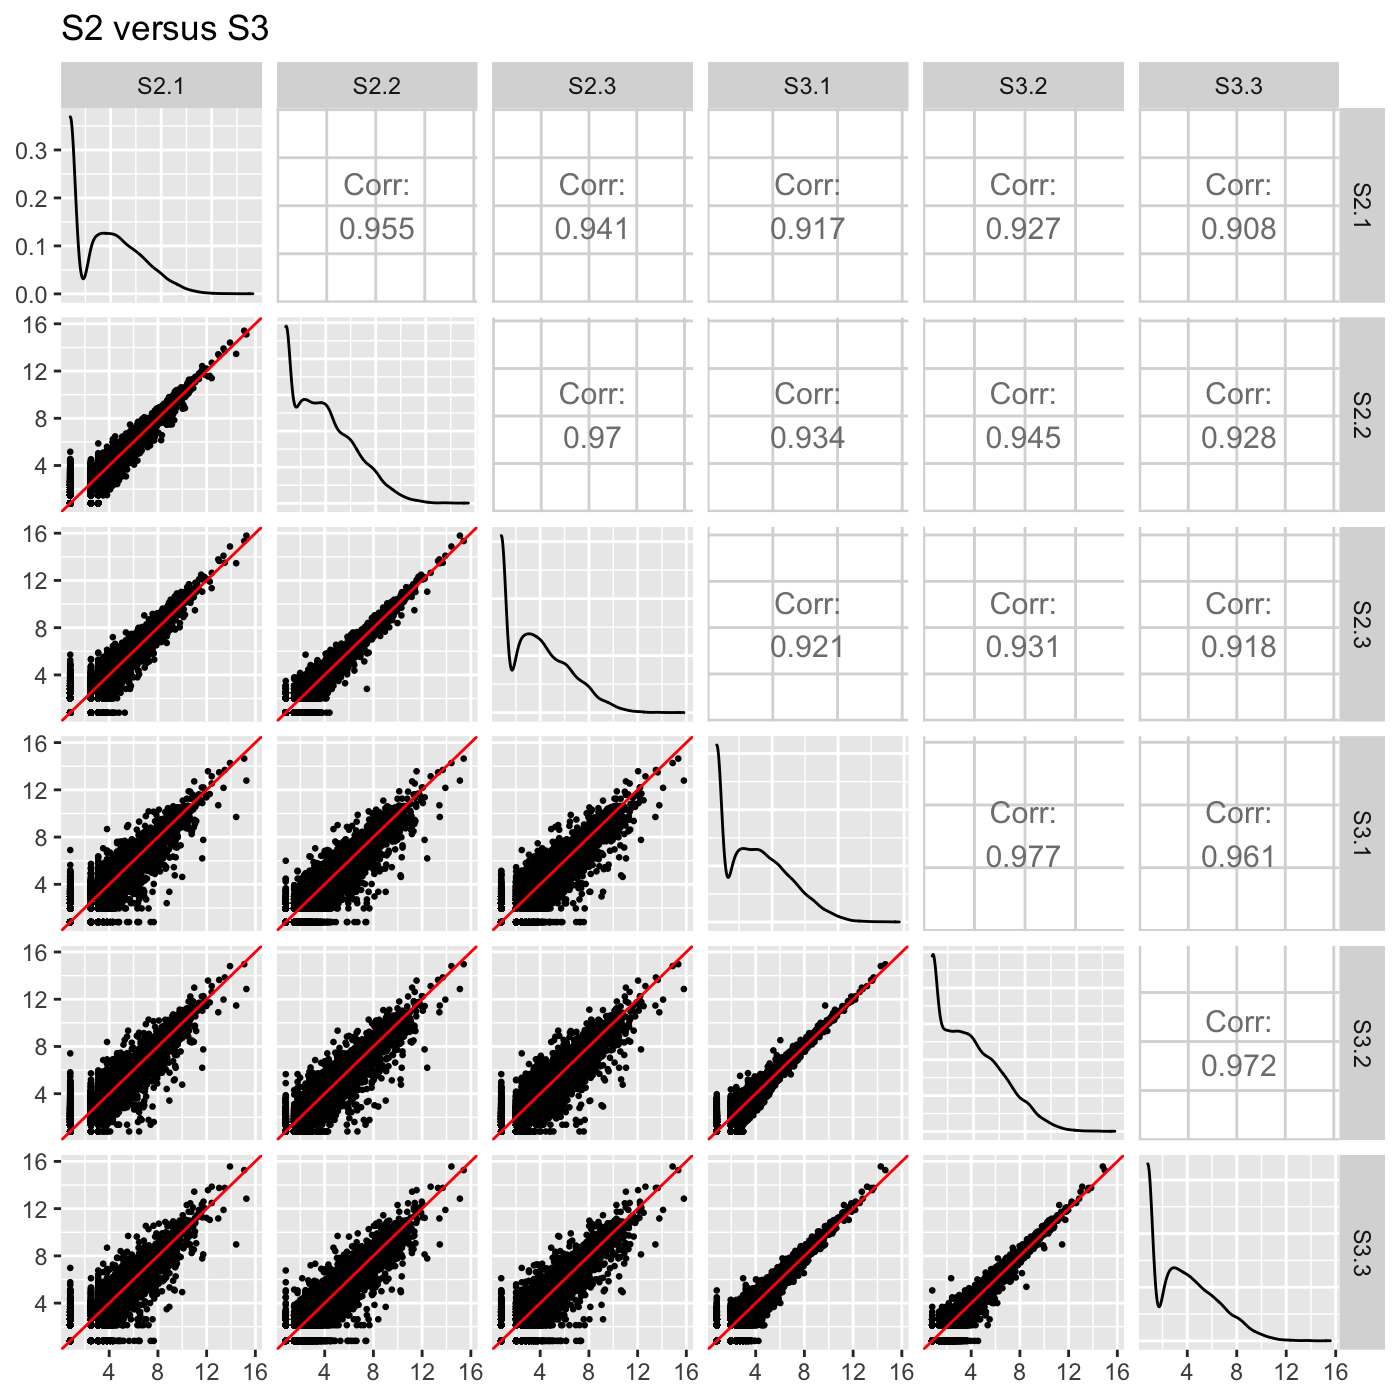 S2 versus S3
S2.1 S2.2 S2.3 S3.1 S3.2 S3.3
0.3
0.2
0.1
0.0
Corr: Corr: Corr: Corr: Corr:
0.955 0.941 0.917 0.927 0.908
S2.1
16
12
8
4
Corr: Corr: Corr: Corr:
0.97 0.934 0.945 0.928
S2.2
16
12
8
4
Corr: Corr: Corr:
0.921 0.931 0.918
S2.3
16
12
8
4
Corr: Corr:
0.977 0.961
S3.1
16
12
8
4
Corr:
0.972
S3.2
16
12
8
4
S3.3
4 8 12 16 4 8 12 16 4 8 12 16 4 8 12 16 4 8 12 16 4 8 12 16